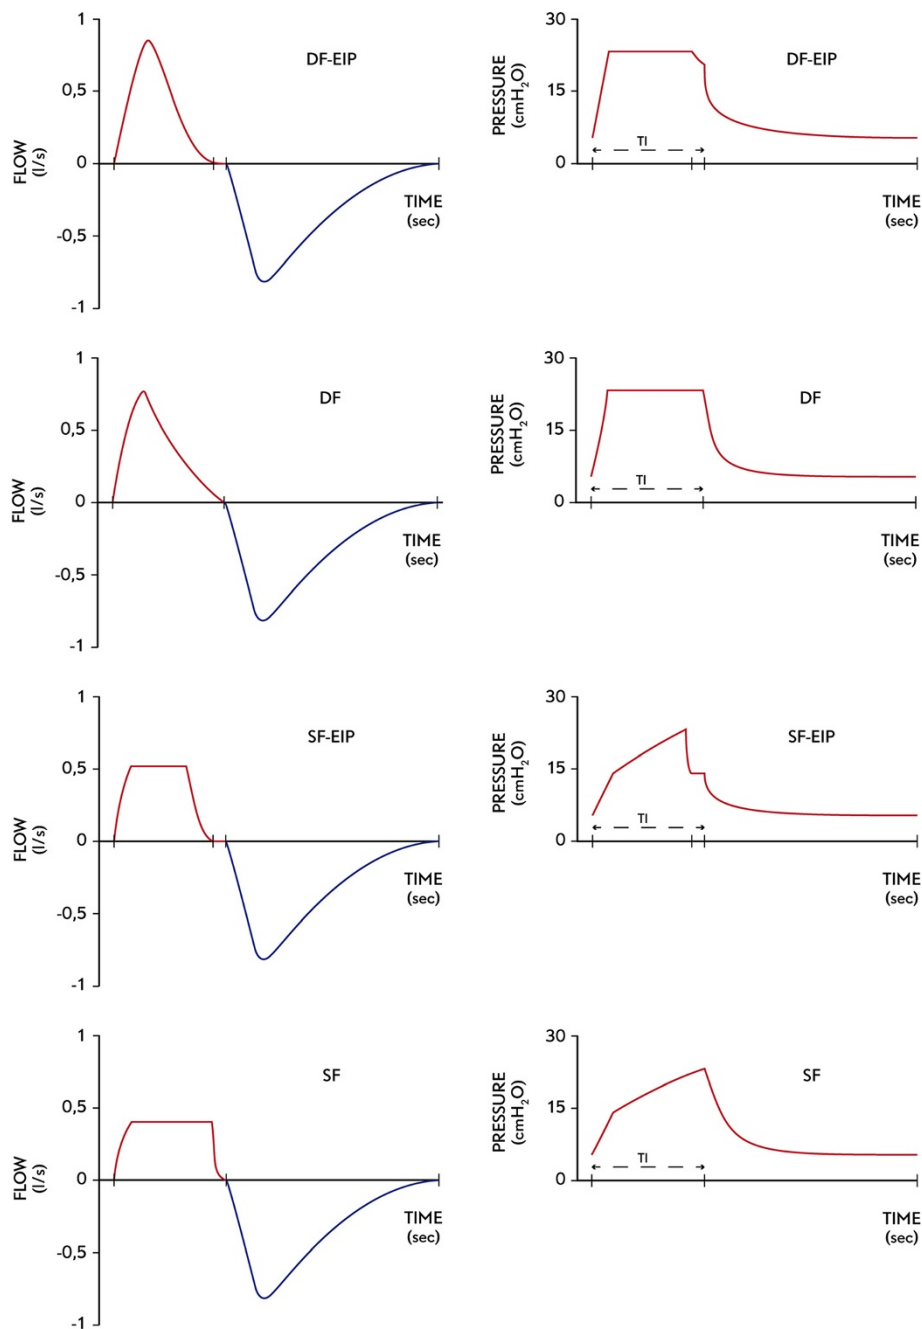 1
0,5
0
-0,5
-1
FLOW
(l/s)
DF-EIP
TIME
(sec)
30
15
0
PRESSURE
(cmH₂O)
DF-EIP
TI
TIME
(sec)
1
0,5
0
-0,5
-1
FLOW
(l/s)
DF
TIME
(sec)
30
15
0
PRESSURE
(cmH₂O)
DF
TI
TIME
(sec)
1
0,5
0
-0,5
-1
FLOW
(l/s)
SF-EIP
TIME
(sec)
30
15
0
PRESSURE
(cmH₂O)
SF-EIP
TI
TIME
(sec)
1
0,5
0
-0,5
-1
FLOW
(l/s)
SF
TIME
(sec)
30
15
0
PRESSURE
(cmH₂O)
SF
TI
TIME
(sec)